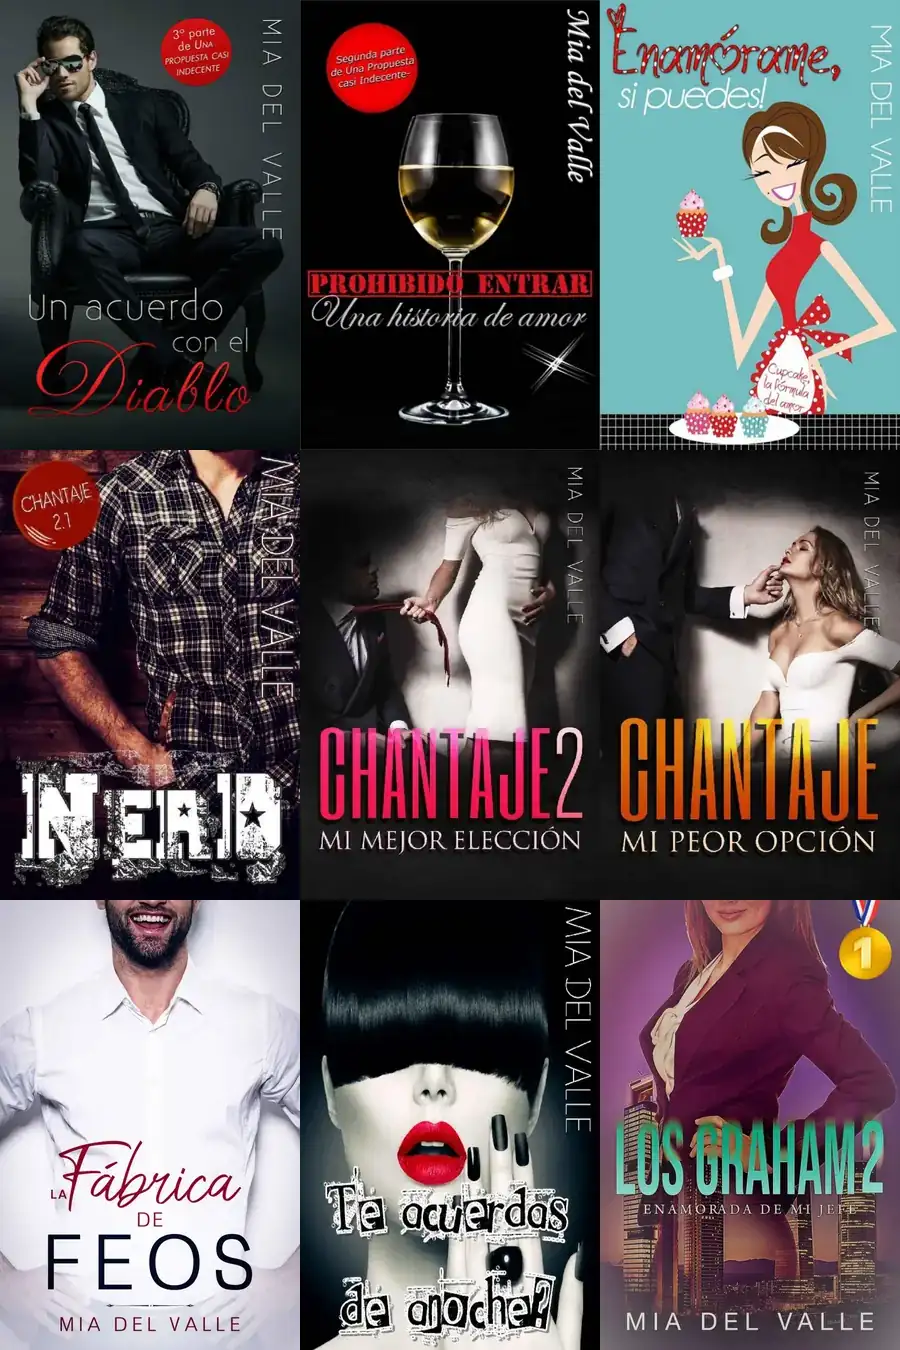 3º parte
de UNA
PROPUESTA CASI
INDECENTE
MIA DEL VALLE
Un acuerdo
con el
Diablo
Segunda parte
de Una Propuesta
casi Indecente-
Mia del Valle
PROHIBIDO ENTRAR
Una historia de amor
Enamórame,
si puedes!
MIA DEL VALLE
Cupcake,
la fórmula
del amor
CHANTAJE
2.1
MIA DEL VALLE
NERD
MIA DEL VALLE
CHANTAJE2
MI MEJOR ELECCIÓN
MIA DEL VALLE
CHANTAJE
MI PEOR OPCIÓN
LA Fábrica
DE
FEOS
MIA DEL VALLE
MIA DEL VALLE
Te acuerdas
de anoche?
1
LOS GRAHAM 2
ENAMORADA DE MI JEFE
MIA DEL VALLE